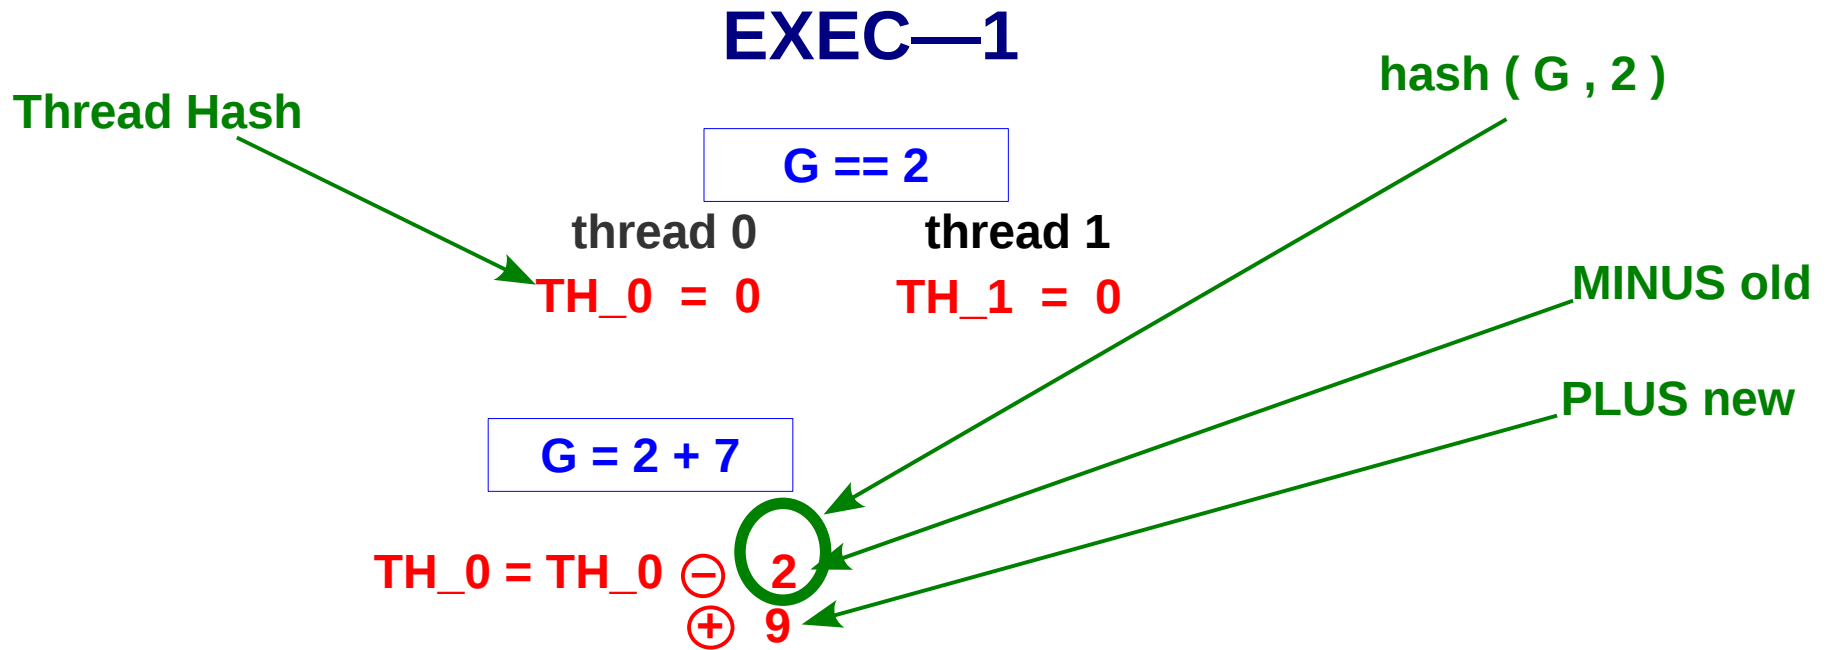 EXEC—1
hash ( G , 2 )
Thread Hash
G == 2
thread 0 thread 1
TH_0 = 0 TH_1 = 0
MINUS old
PLUS new
G = 2 + 7
TH_0 = TH_0 ⊖ 2
⊕ 9